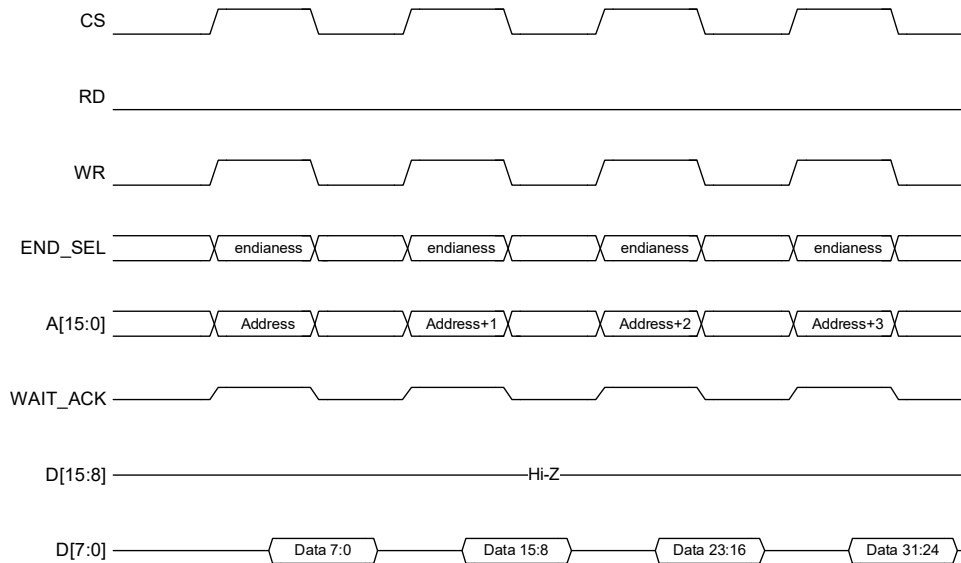 CS
RD
WR
END_SEL endianess endianess endianess endianess
A[15:0] Address Address+1 Address+2 Address+3
WAIT_ACK
D[15:8] Hi-Z
D[7:0] Data 7:0 Data 15:8 Data 23:16 Data 31:24